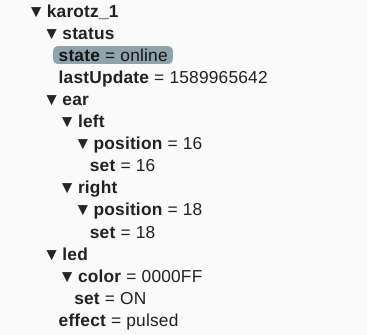 ▼ karotz_1
▼ status
state = online
lastUpdate = 1589965642
▼ ear
▼ left
▼ position = 16
set = 16
▼ right
▼ position = 18
set = 18
▼ led
▼ color = 0000FF
set = ON
effect = pulsed